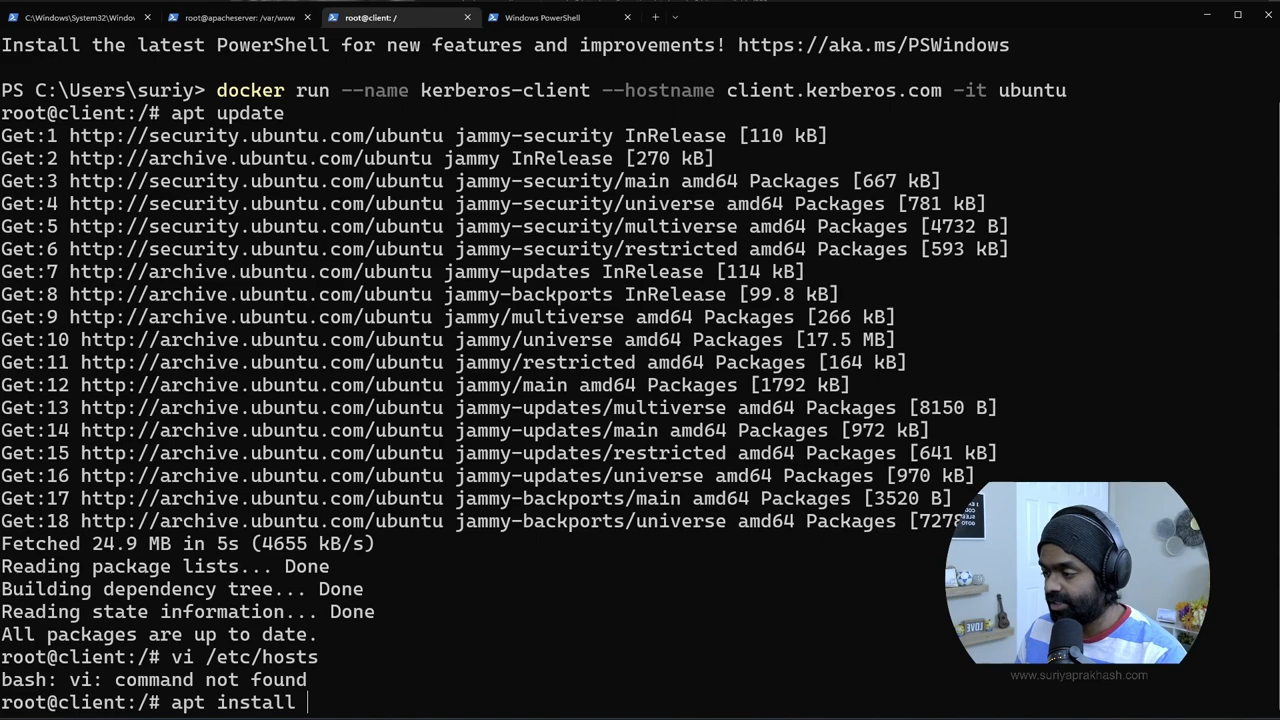 C:\Windows\System32\Window
root@apacheserver: /var/www
root@client: /
Windows PowerShell
Install the latest PowerShell for new features and improvements! https://aka.ms/PSWindows
PS C:\Users\suriy> docker run --name kerberos-client --hostname client.kerberos.com -it ubuntu
root@client:/# apt update
Get:1 http://security.ubuntu.com/ubuntu jammy-security InRelease [110 kB]
Get:2 http://archive.ubuntu.com/ubuntu jammy InRelease [270 kB]
Get:3 http://security.ubuntu.com/ubuntu jammy-security/main amd64 Packages [667 kB]
Get:4 http://security.ubuntu.com/ubuntu jammy-security/universe amd64 Packages [781 kB]
Get:5 http://security.ubuntu.com/ubuntu jammy-security/multiverse amd64 Packages [4732 B]
Get:6 http://security.ubuntu.com/ubuntu jammy-security/restricted amd64 Packages [593 kB]
Get:7 http://archive.ubuntu.com/ubuntu jammy-updates InRelease [114 kB]
Get:8 http://archive.ubuntu.com/ubuntu jammy-backports InRelease [99.8 kB]
Get:9 http://archive.ubuntu.com/ubuntu jammy/multiverse amd64 Packages [266 kB]
Get:10 http://archive.ubuntu.com/ubuntu jammy/universe amd64 Packages [17.5 MB]
Get:11 http://archive.ubuntu.com/ubuntu jammy/restricted amd64 Packages [164 kB]
Get:12 http://archive.ubuntu.com/ubuntu jammy/main amd64 Packages [1792 kB]
Get:13 http://archive.ubuntu.com/ubuntu jammy-updates/multiverse amd64 Packages [8150 B]
Get:14 http://archive.ubuntu.com/ubuntu jammy-updates/main amd64 Packages [972 kB]
Get:15 http://archive.ubuntu.com/ubuntu jammy-updates/restricted amd64 Packages [641 kB]
Get:16 http://archive.ubuntu.com/ubuntu jammy-updates/universe amd64 Packages [970 kB]
Get:17 http://archive.ubuntu.com/ubuntu jammy-backports/main amd64 Packages [3520 B]
Get:18 http://archive.ubuntu.com/ubuntu jammy-backports/universe amd64 Packages [727
Fetched 24.9 MB in 5s (4655 kB/s)
Reading package lists... Done
Building dependency tree... Done
Reading state information... Done
All packages are up to date.
root@client:/# vi /etc/hosts
bash: vi: command not found
root@client:/# apt install
LOVE
www.suriyaprakhash.com